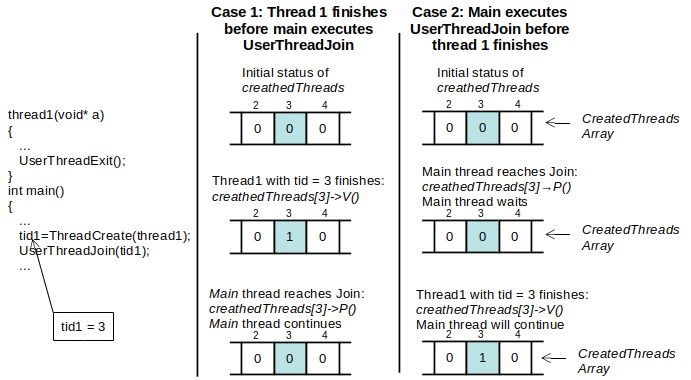 Case 1: Thread 1 finishes
before main executes
UserThreadJoin
Case 2: Main executes
UserThreadJoin before
thread 1 finishes
thread1(void* a)
{
...
UserThreadExit();
}
int main()
{
...
tid1=ThreadCreate(thread1);
UserThreadJoin(tid1);
...
tid1 = 3
Initial status of
creathedThreads
2 3 4
0 0 0
Thread1 with tid = 3 finishes:
creathedThreads[3]->V()
2 3 4
0 1 0
Main thread reaches Join:
creathedThreads[3]->P()
Main thread continues
2 3 4
0 0 0
Initial status of
creathedThreads
2 3 4
0 0 0
CreatedThreads
Array
Main thread reaches Join:
creathedThreads[3]→P()
Main thread waits
2 3 4
0 0 0
CreatedThreads
Array
Thread1 with tid = 3 finishes:
creathedThreads[3]->V()
Main thread will continue
2 3 4
0 1 0
CreatedThreads
Array